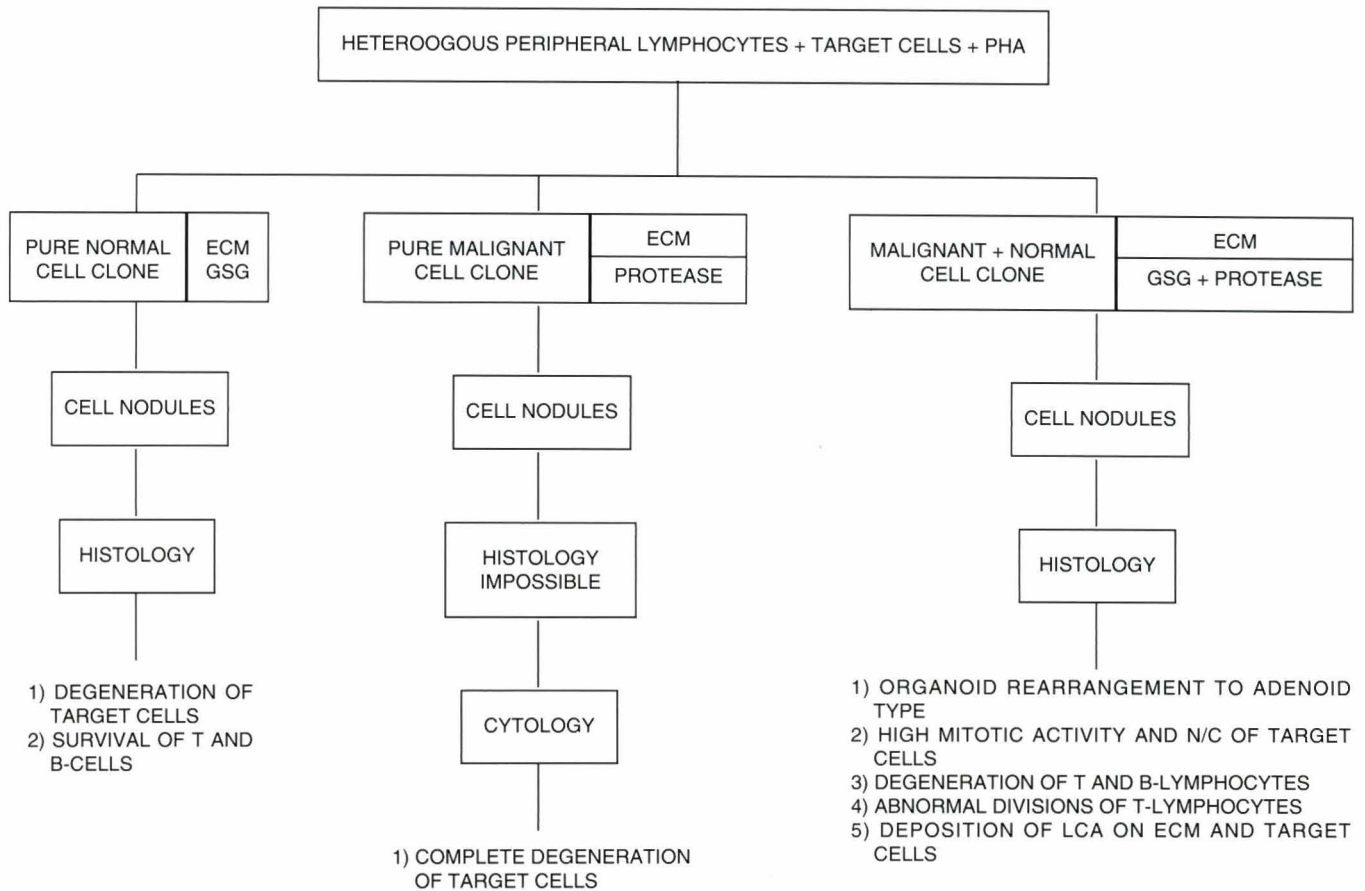 HETEROOGOUS PERIPHERAL LYMPHOCYTES + TARGET CELLS + PHA
PURE NORMAL
CELL CLONE
ECM
GSG
PURE MALIGNANT
CELL CLONE
ECM
PROTEASE
MALIGNANT + NORMAL
CELL CLONE
ECM
GSG + PROTEASE
CELL NODULES
CELL NODULES
CELL NODULES
HISTOLOGY
HISTOLOGY
IMPOSSIBLE
HISTOLOGY
1) DEGENERATION OF
TARGET CELLS
2) SURVIVAL OF T AND
B-CELLS
CYTOLOGY
1) COMPLETE DEGENERATION
OF TARGET CELLS
1) ORGANOID REARRANGEMENT TO ADENOID
TYPE
2) HIGH MITOTIC ACTIVITY AND N/C OF TARGET
CELLS
3) DEGENERATION OF T AND B-LYMPHOCYTES
4) ABNORMAL DIVISIONS OF T-LYMPHOCYTES
5) DEPOSITION OF LCA ON ECM AND TARGET
CELLS